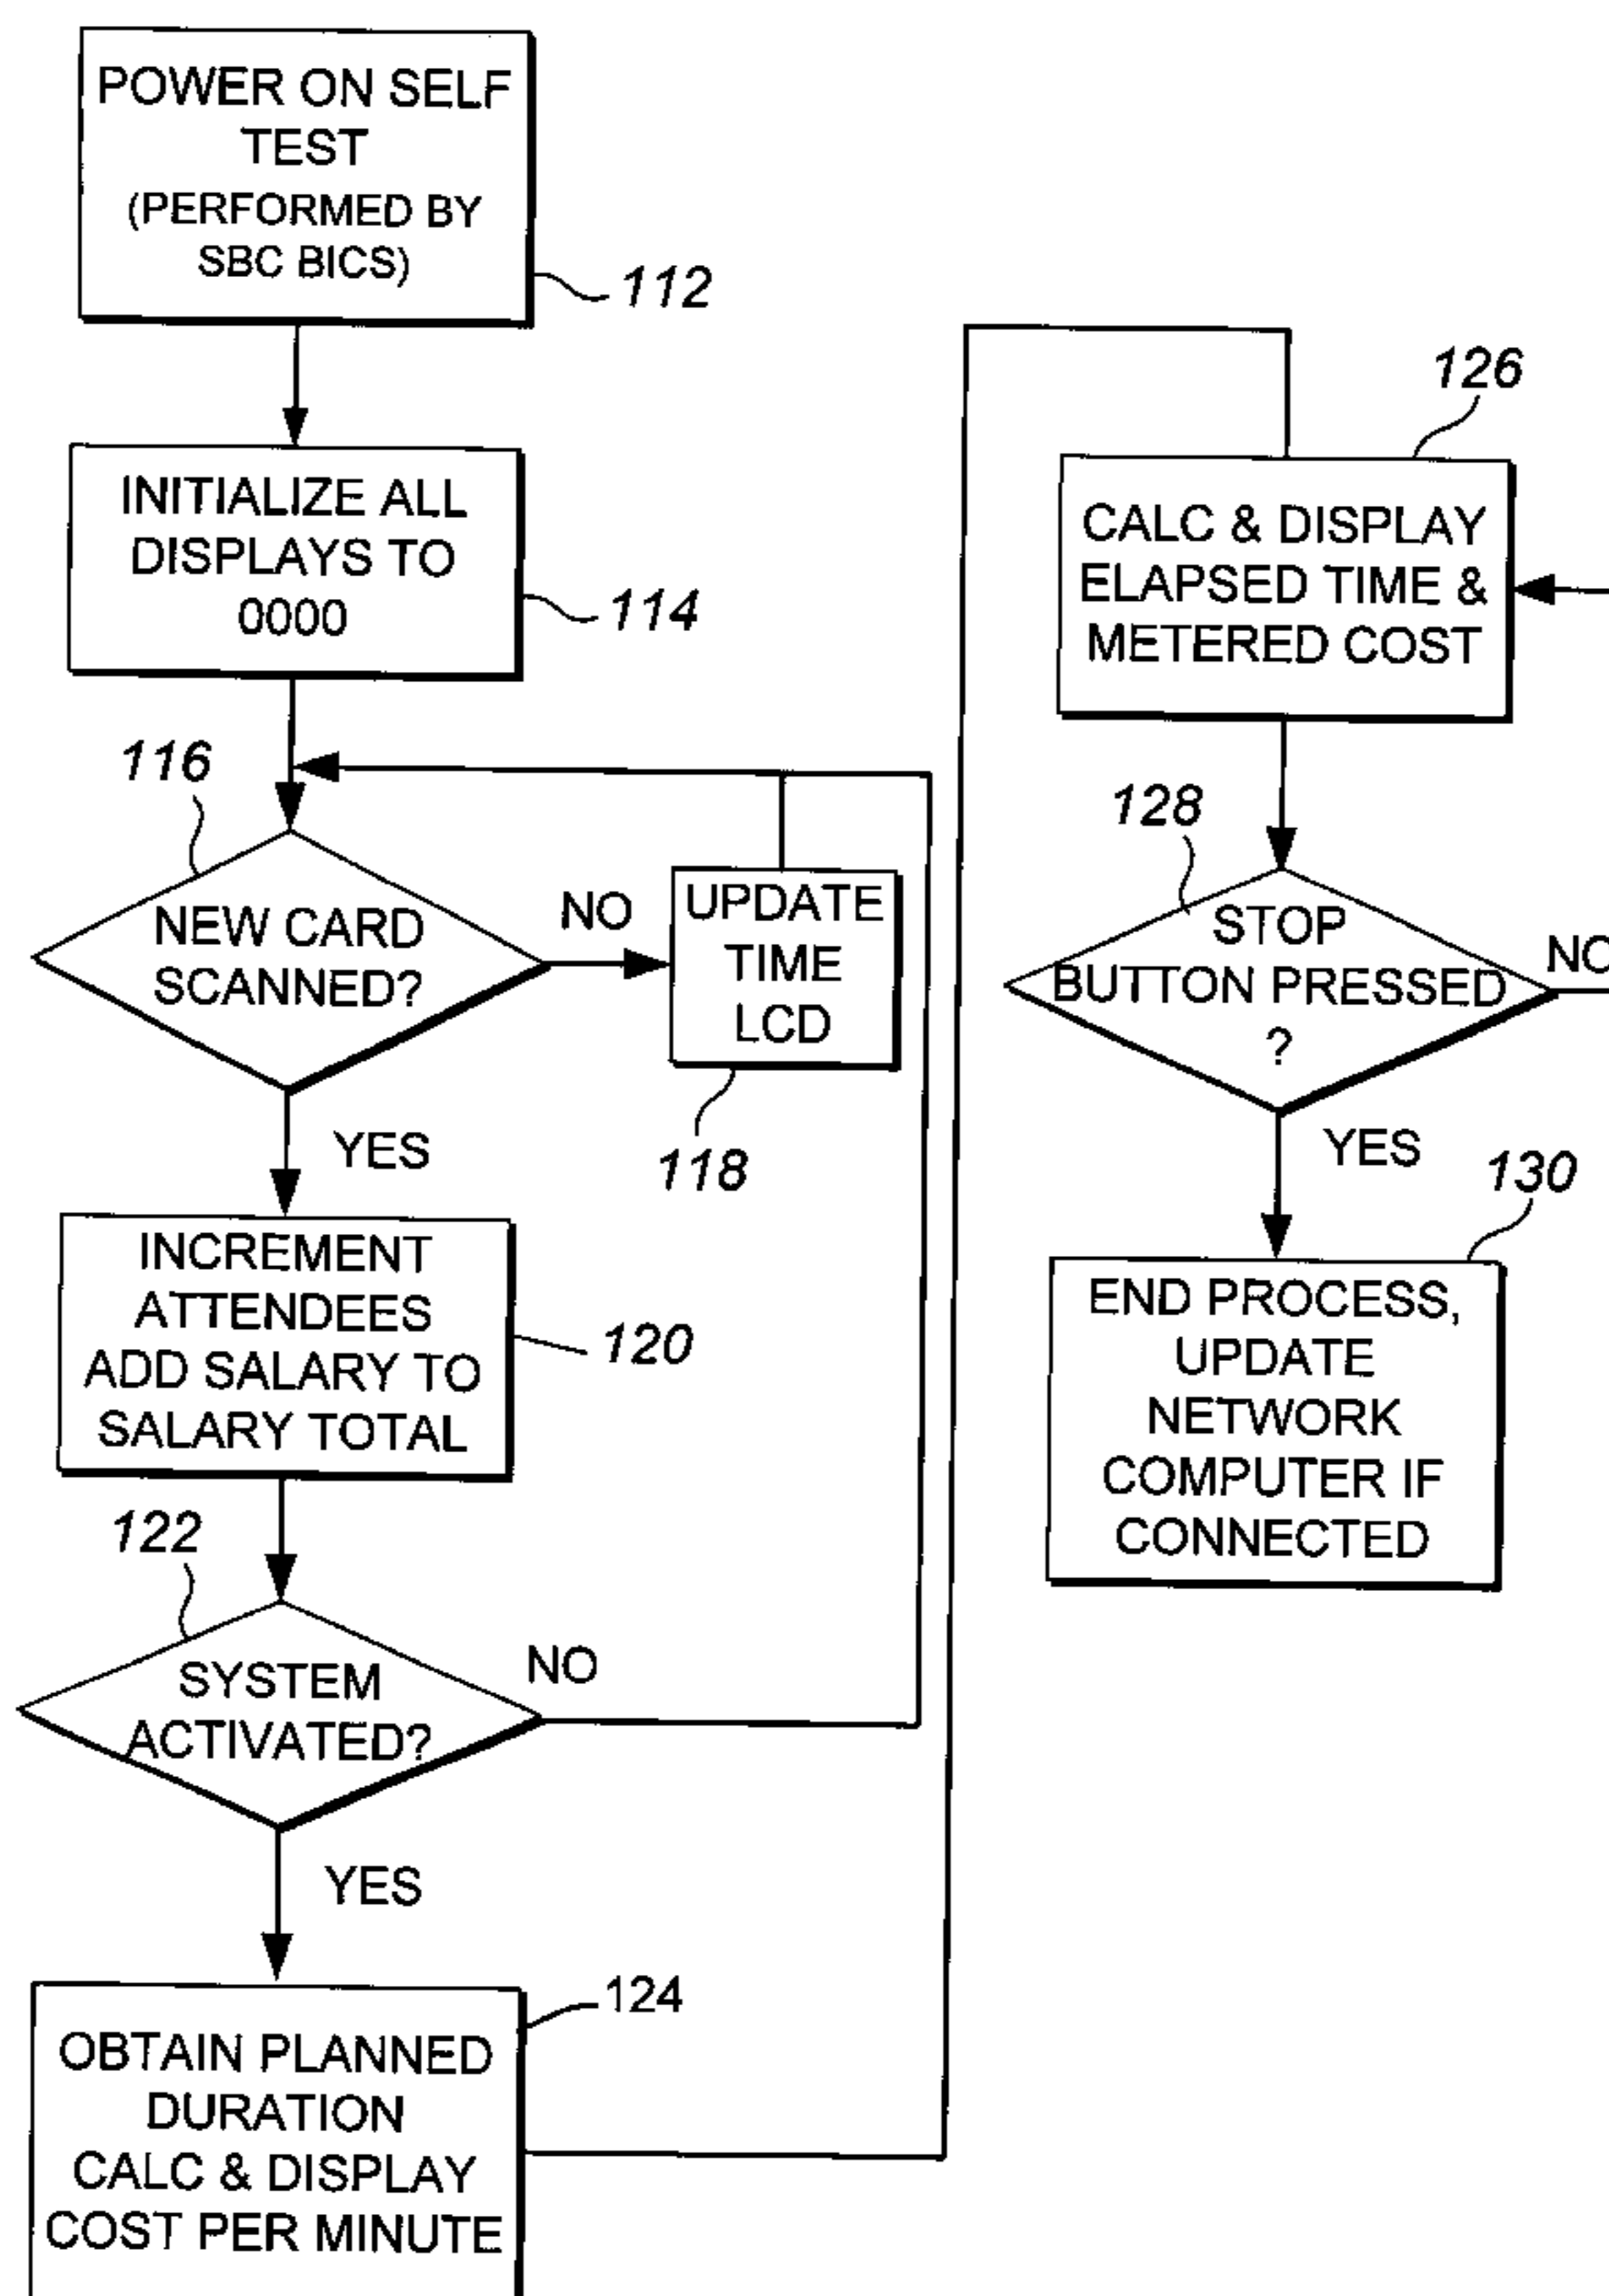 POWER ON SELF
TEST
(PERFORMED BY
SBC BICS)
112
INITIALIZE ALL
DISPLAYS TO
0000
114
116
NEW CARD
SCANNED?
NO
UPDATE
TIME
LCD
118
YES
INCREMENT
ATTENDEES
ADD SALARY TO
SALARY TOTAL
120
122
SYSTEM
ACTIVATED?
NO
YES
124
OBTAIN PLANNED
DURATION
CALC & DISPLAY
COST PER MINUTE
126
CALC & DISPLAY
ELAPSED TIME &
METERED COST
128
STOP
BUTTON PRESSED
?
NO
YES
130
END PROCESS,
UPDATE
NETWORK
COMPUTER IF
CONNECTED